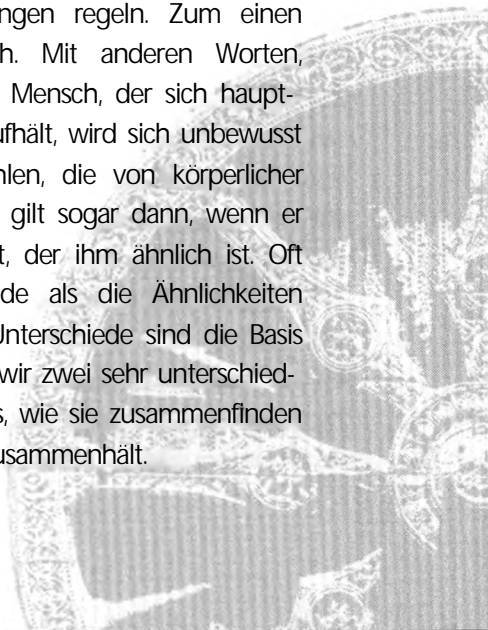 ngen regeln. Zum einen
h. Mit anderen Worten,
Mensch, der sich haupt-
ufhält, wird sich unbewusst
hlen, die von körperlicher
gilt sogar dann, wenn er
t, der ihm ähnlich ist. Oft
de als die Ähnlichkeiten
Unterschiede sind die Basis
wir zwei sehr unterschied-
s, wie sie zusammenfinden
usammenhält.